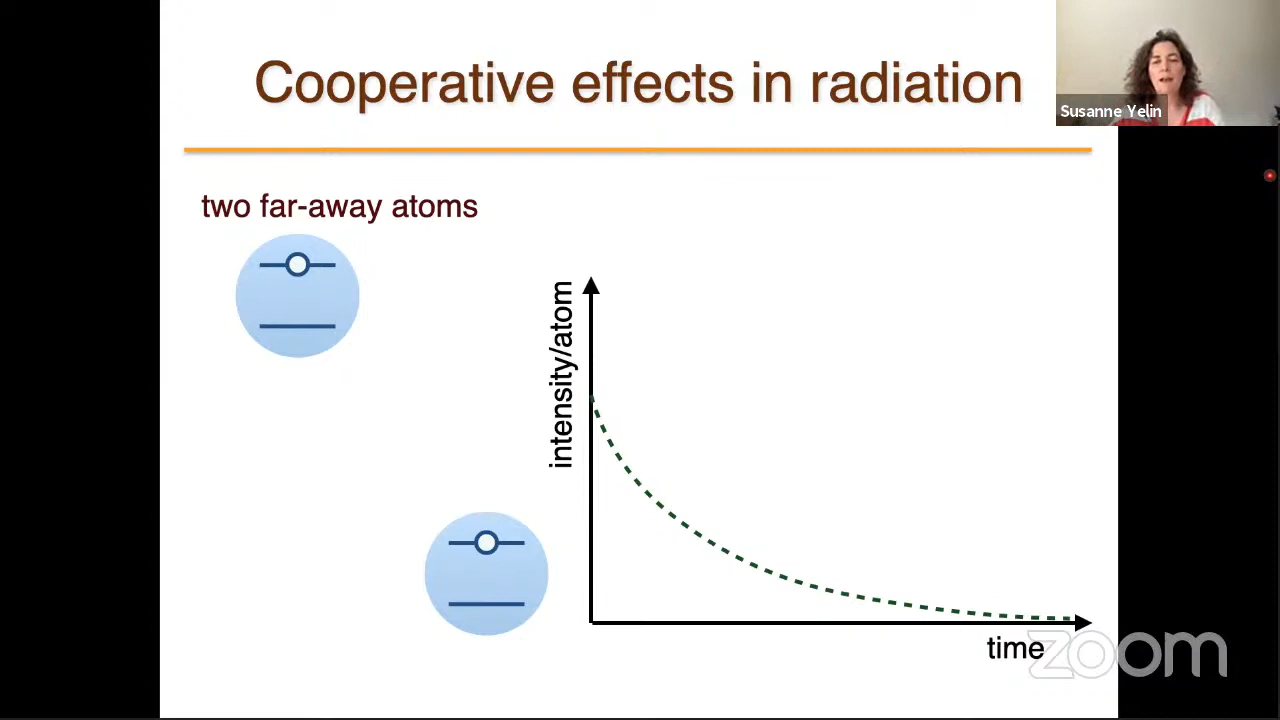 Cooperative effects in radiation
Susanne Yelin
two far-away atoms
intensity/atom
time
zoom